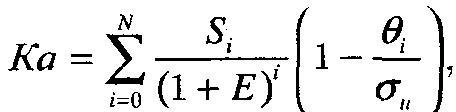 Ka = \sum_{i=0}^{N} \frac{S_i}{(1 + E)^i} \left( 1 - \frac{\theta_i}{\sigma_u} \right),